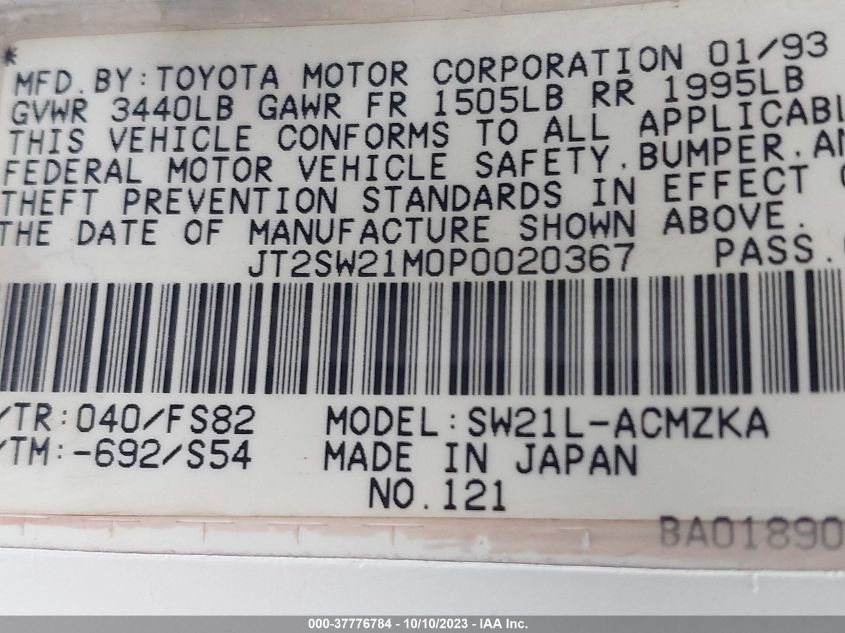 *
MFD. BY: TOYOTA MOTOR CORPORATION 01/93
GVWR 3440LB GAWR FR 1505LB RR 1995LB
THIS VEHICLE CONFORMS TO ALL APPLICABL
FEDERAL MOTOR VEHICLE SAFETY, BUMPER, AN
THEFT PREVENTION STANDARDS IN EFFECT
THE DATE OF MANUFACTURE SHOWN ABOVE.
JT2SW21M0P0020367 PASS.
/TR: 040/FS82 MODEL: SW21L-ACMZKA
/TM: -692/S54 MADE IN JAPAN
NO. 121
BA01890
000-37776784 - 10/10/2023 - IAA Inc.